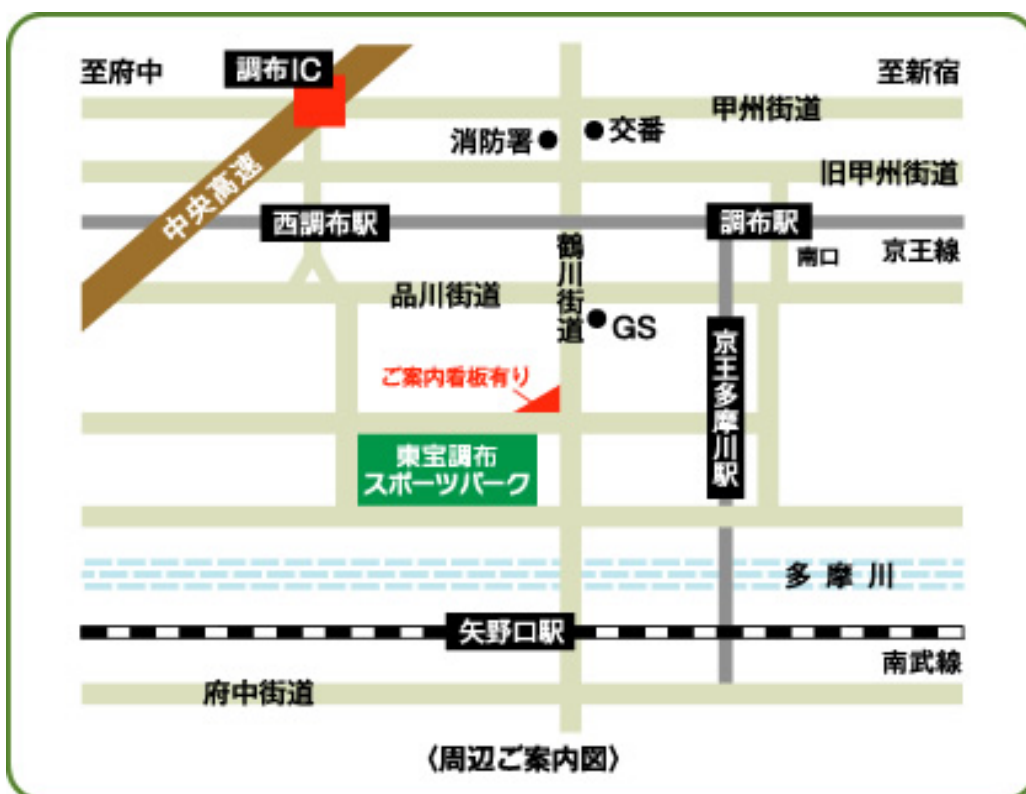 至府中
調布IC
至新宿
甲州街道
消防署
交番
旧甲州街道
中央高速
西調布駅
調布駅
南口
京王線
鶴川街道
品川街道
GS
京王多摩川駅
ご案内看板有り
東宝調布
スポーツパーク
多摩川
矢野口駅
南武線
府中街道
〈周辺ご案内図〉